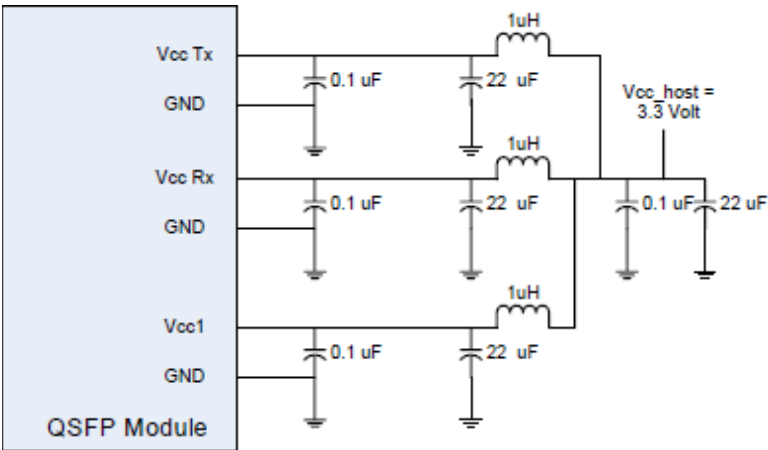 1uH
Vcc Tx
0.1 uF
22 uF
GND
Vcc_host =
3.3 Volt
1uH
Vcc Rx
0.1 uF
22 uF
0.1 uF
22 uF
GND
1uH
Vcc1
0.1 uF
22 uF
GND
QSFP Module